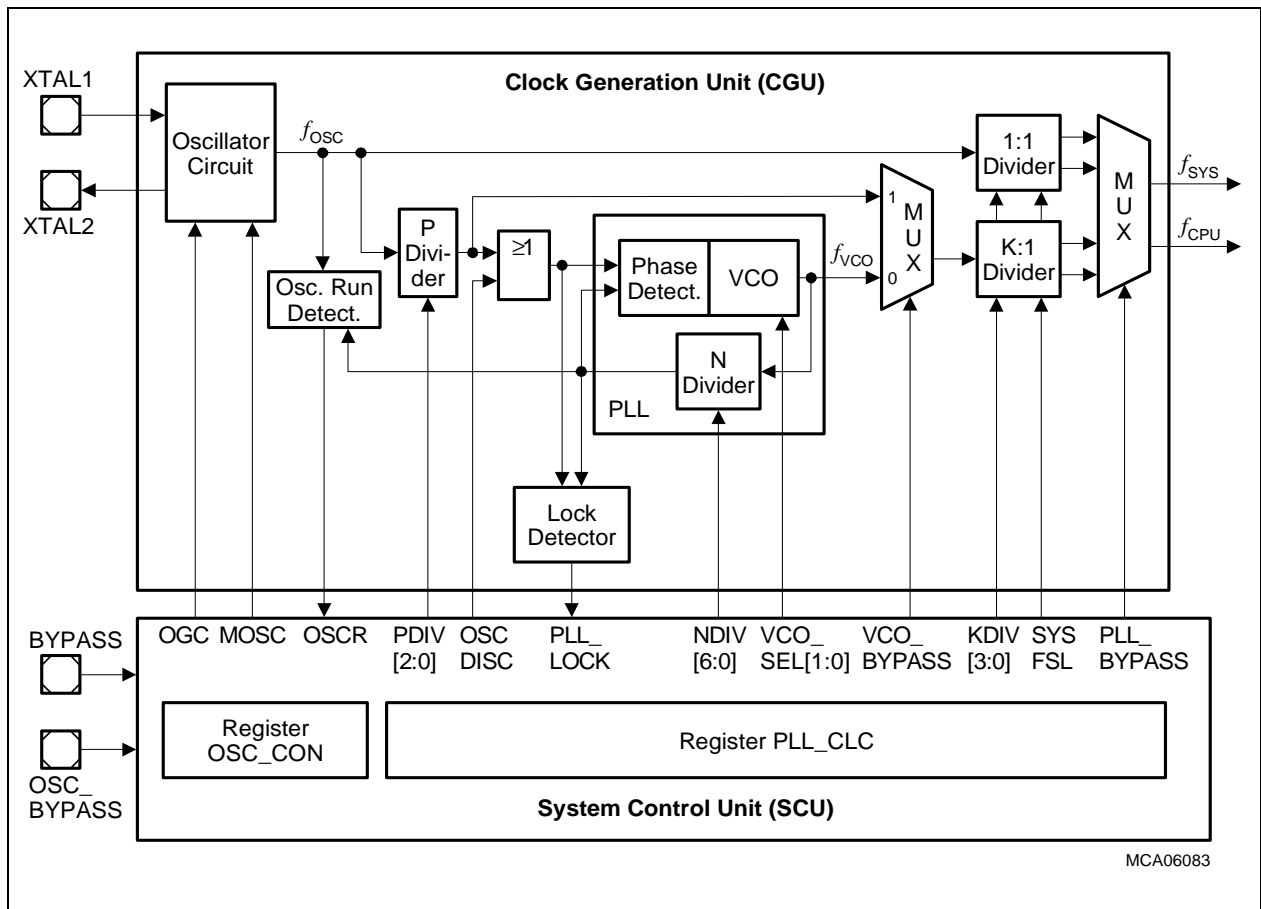 Clock Generation Unit (CGU)
XTAL1
XTAL2
Oscillator
Circuit
fOSC
1:1
Divider
M
U
X
fSYS
fCPU
P
Divi-
der
≥1
Osc. Run
Detect.
Phase
Detect.
VCO
fVCO
1
0
M
U
X
K:1
Divider
N
Divider
PLL
Lock
Detector
BYPASS
OSC_
BYPASS
OGC
MOSC
OSCR
PDIV
[2:0]
OSC
DISC
PLL_
LOCK
NDIV
[6:0]
VCO_
SEL[1:0]
VCO_
BYPASS
KDIV
[3:0]
SYS
FSL
PLL_
BYPASS
Register
OSC_CON
Register PLL_CLC
System Control Unit (SCU)
MCA06083